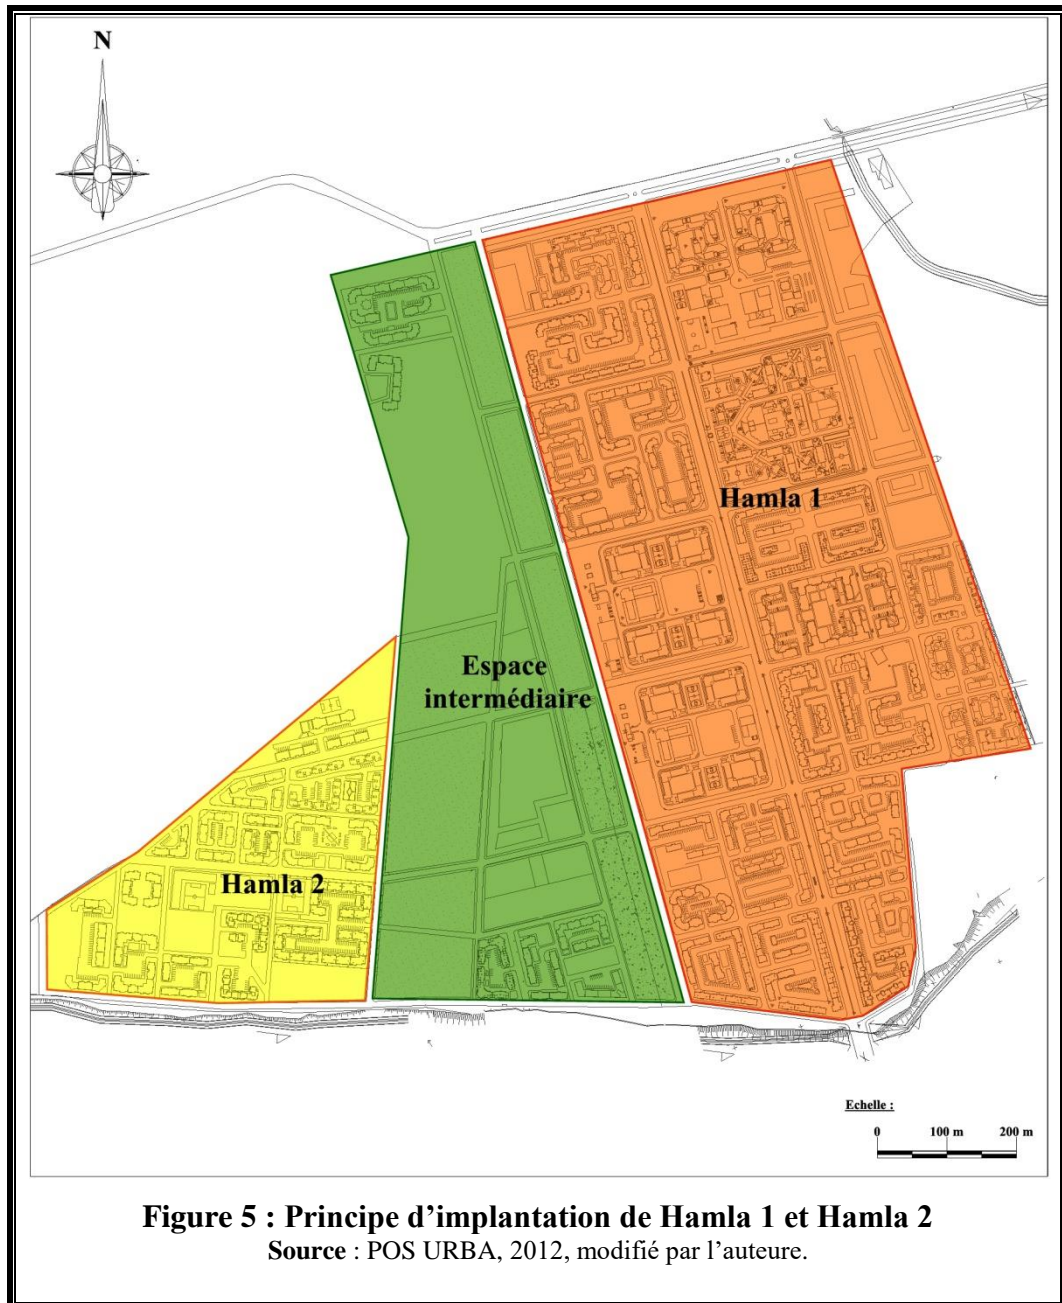 N
Hamla 1
Espace
intermédiaire
Hamla 2
Echelle :
0 100 m 200 m
Figure 5 : Principe d’implantation de Hamla 1 et Hamla 2
Source : POS URBA, 2012, modifié par l’auteure.